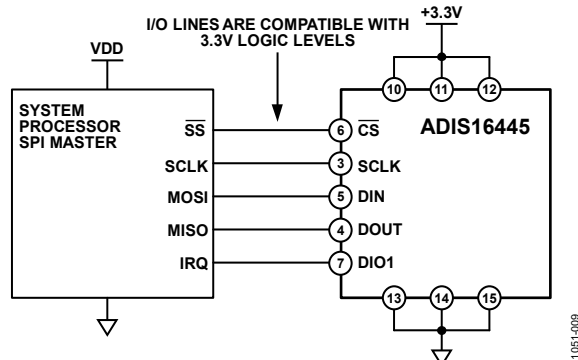 I/O LINES ARE COMPATIBLE WITH
3.3V LOGIC LEVELS
+3.3V
VDD
10
11
12
SYSTEM
PROCESSOR
SPI MASTER
ADIS16445
SS
6
CS
SCLK
3
SCLK
MOSI
5
DIN
MISO
4
DOUT
IRQ
7
DIO1
13
14
15
1051-009